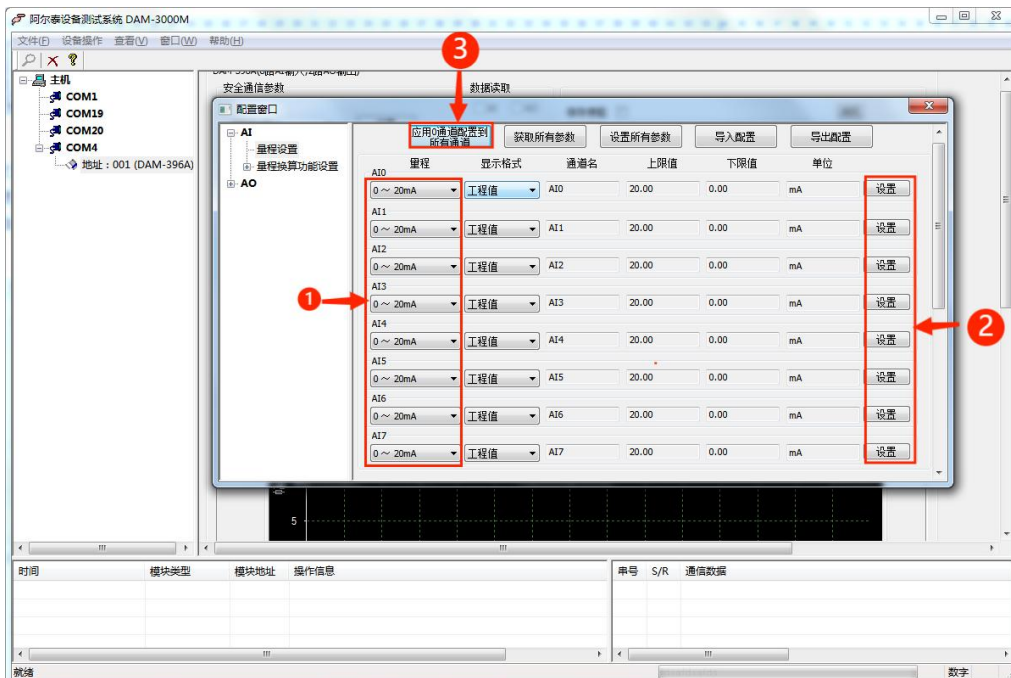 阿尔泰设备测试系统 DAM-3000M
文件(F) 设备操作 查看(V) 窗口(W) 帮助(H)
3
主机
COM1
COM19
COM20
COM4
地址：001 (DAM-396A)
安全通信参数 数据读取
配置窗口
AI
量程设置
量程换算功能设置
AO
应用0通道配置到所有通道 获取所有参数 设置所有参数 导入配置 导出配置
量程 显示格式 通道名 上限值 下限值 单位
AI0
0～ 20mA 工程值 AI0 20.00 0.00 mA 设置
AI1
0～ 20mA 工程值 AI1 20.00 0.00 mA 设置
AI2
0～ 20mA 工程值 AI2 20.00 0.00 mA 设置
AI3
1
0～ 20mA 工程值 AI3 20.00 0.00 mA 设置
AI4
2
0～ 20mA 工程值 AI4 20.00 0.00 mA 设置
AI5
0～ 20mA 工程值 AI5 20.00 0.00 mA 设置
AI6
0～ 20mA 工程值 AI6 20.00 0.00 mA 设置
AI7
0～ 20mA 工程值 AI7 20.00 0.00 mA 设置
5
时间 模块类型 模块地址 操作信息 串号 S/R 通信数据
就绪 数字